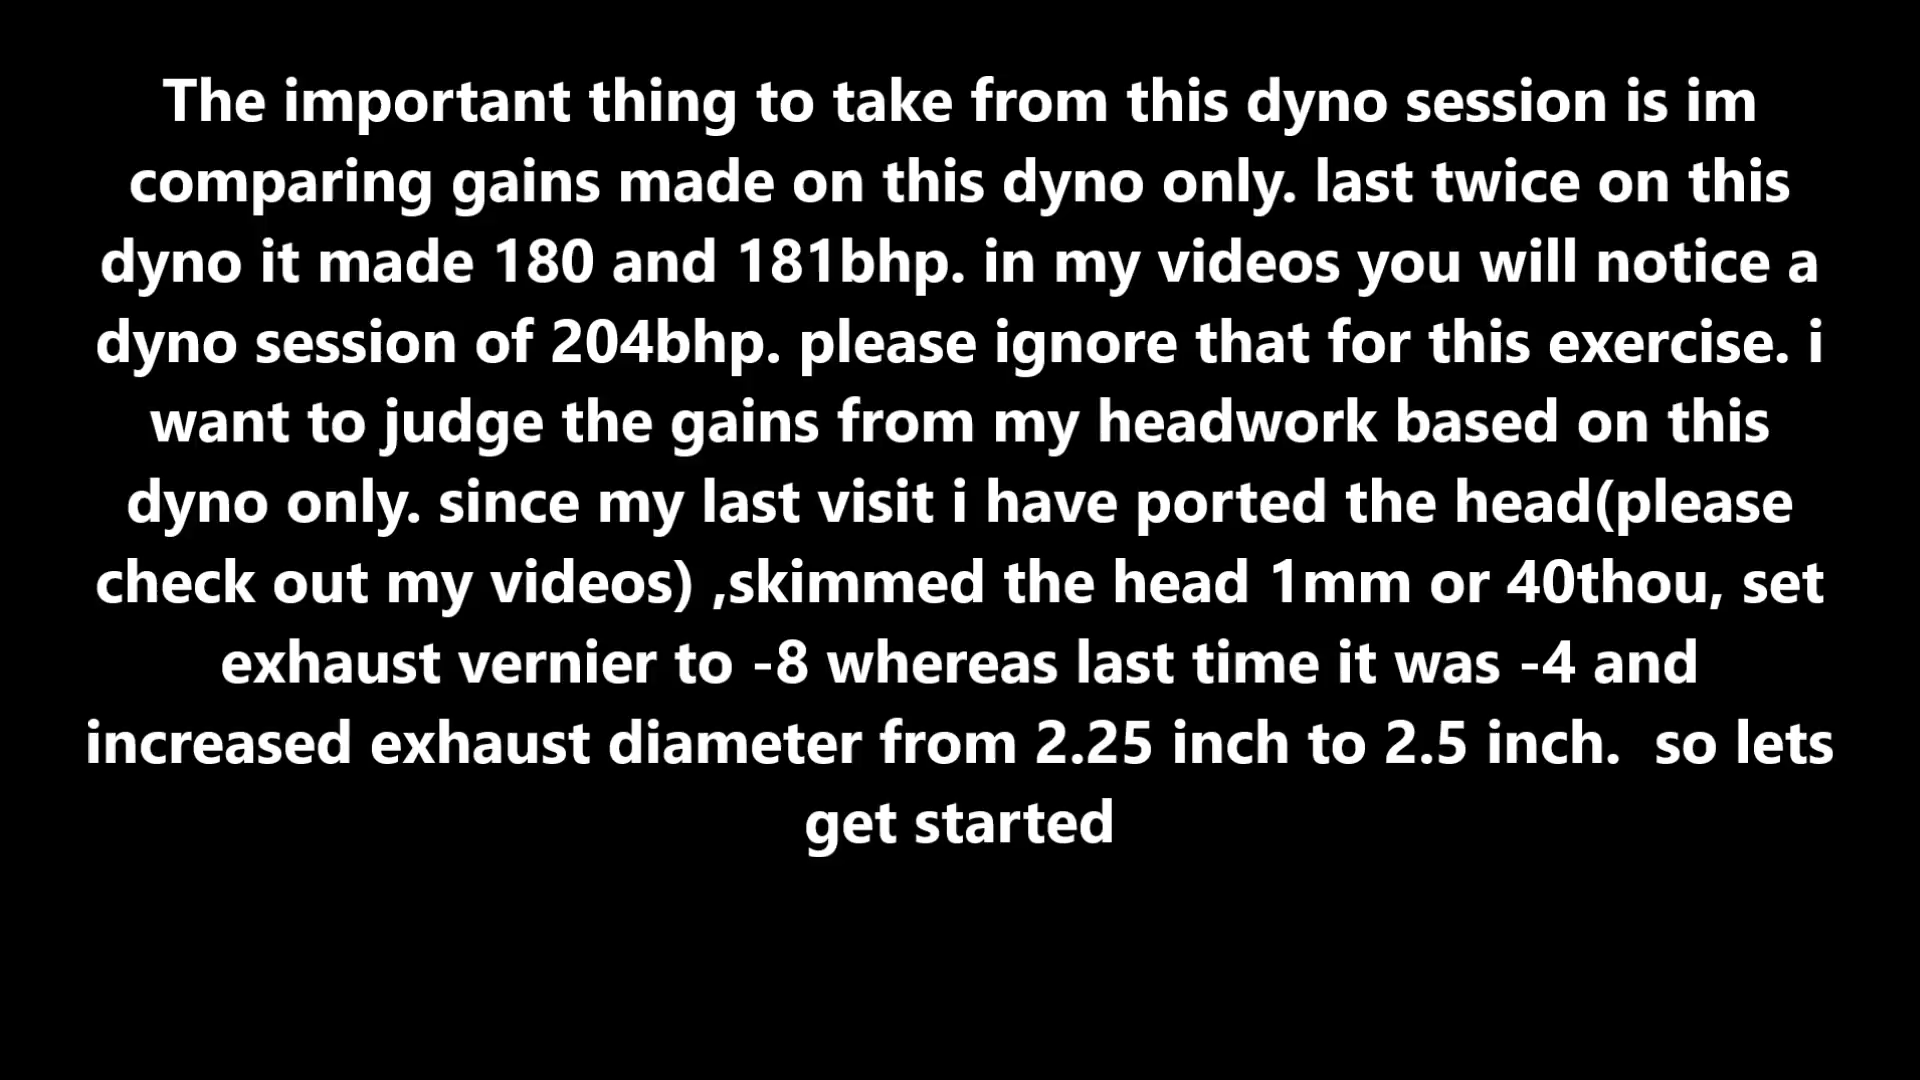 The important thing to take from this dyno session is im
comparing gains made on this dyno only. last twice on this
dyno it made 180 and 181bhp. in my videos you will notice a
dyno session of 204bhp. please ignore that for this exercise. i
want to judge the gains from my headwork based on this
dyno only. since my last visit i have ported the head(please
check out my videos) ,skimmed the head 1mm or 40thou, set
exhaust vernier to -8 whereas last time it was -4 and
increased exhaust diameter from 2.25 inch to 2.5 inch.  so lets
get started